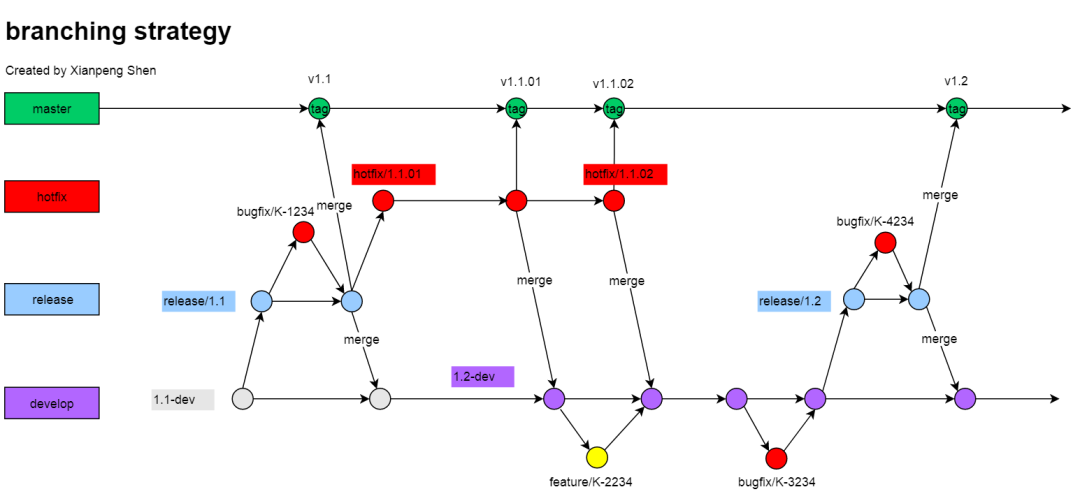 branching strategy
Created by Xianpeng Shen
v1.1
v1.1.01
v1.1.02
v1.2
master
tag
tag
tag
tag
hotfix/1.1.01
hotfix/1.1.02
hotfix
bugfix/K-1234
merge
merge
bugfix/K-4234
merge
merge
release
release/1.1
release/1.2
merge
merge
1.2-dev
develop
1.1-dev
feature/K-2234
bugfix/K-3234